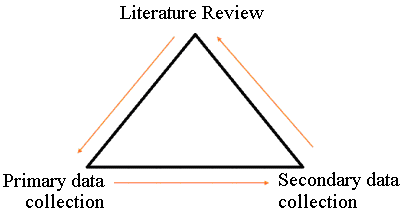 Literature Review
Primary data
collection
Secondary data
collection